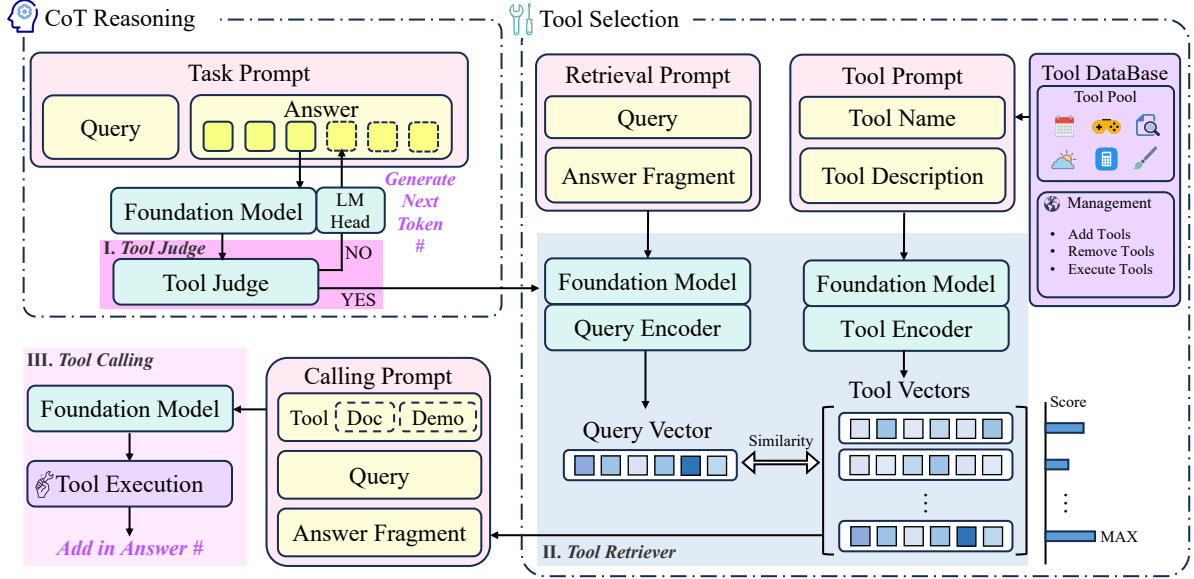 CoT Reasoning
Task Prompt
Query
Answer
Foundation Model
LM
Head
Generate
Next
Token
#
I. Tool Judge
NO
Tool Judge
YES
Tool Selection
Retrieval Prompt
Query
Answer Fragment
Tool Prompt
Tool Name
Tool Description
Tool DataBase
Tool Pool
Management
• Add Tools
• Remove Tools
• Execute Tools
Foundation Model
Query Encoder
Foundation Model
Tool Encoder
Query Vector
Similarity
Tool Vectors
⋮
Score
⋮
MAX
II. Tool Retriever
III. Tool Calling
Foundation Model
Tool Execution
Add in Answer #
Calling Prompt
Tool Doc Demo
Query
Answer Fragment